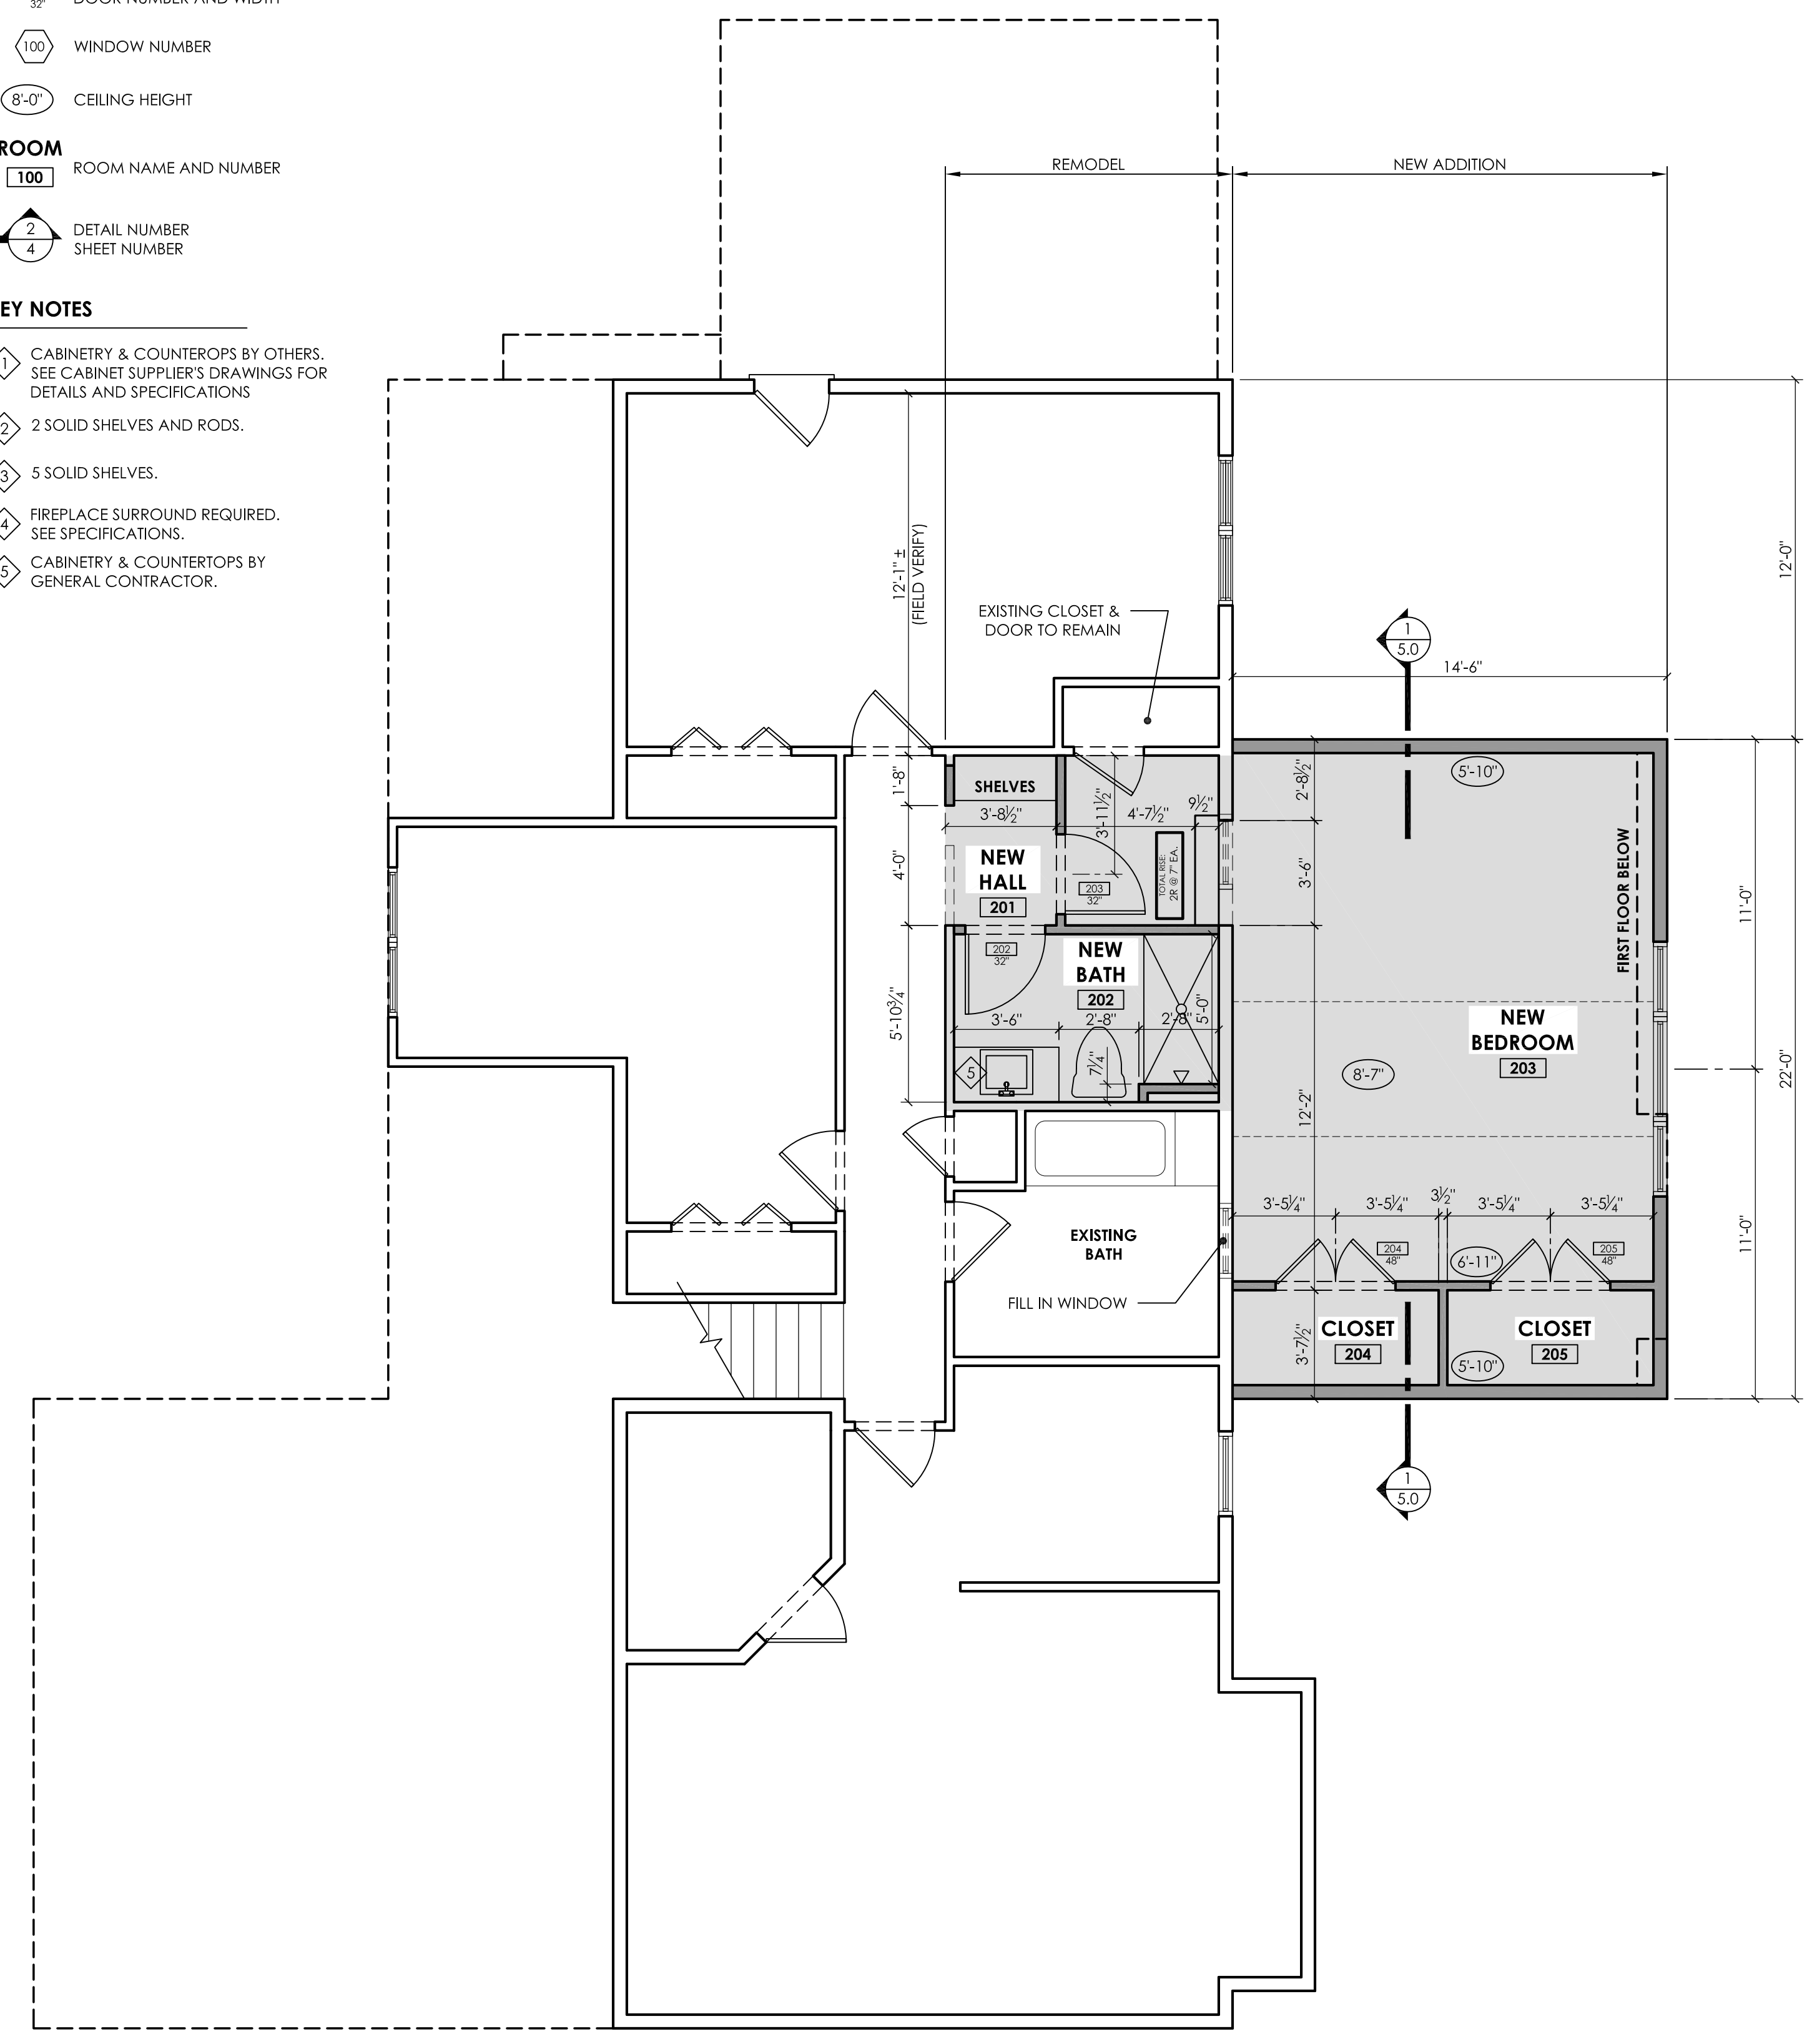 32"
DOOR NUMBER AND WIDTH
100
WINDOW NUMBER
8'-0"
CEILING HEIGHT
ROOM
100
ROOM NAME AND NUMBER
2
4
DETAIL NUMBER
SHEET NUMBER
EY NOTES
1
CABINETRY & COUNTEROPS BY OTHERS.
SEE CABINET SUPPLIER'S DRAWINGS FOR
DETAILS AND SPECIFICATIONS
2
2 SOLID SHELVES AND RODS.
3
5 SOLID SHELVES.
4
FIREPLACE SURROUND REQUIRED.
SEE SPECIFICATIONS.
5
CABINETRY & COUNTERTOPS BY
GENERAL CONTRACTOR.
REMODEL
NEW ADDITION
12'-1" ±
(FIELD VERIFY)
EXISTING CLOSET &
DOOR TO REMAIN
1
5.0
14'-6"
12'-0"
1'-8"
SHELVES
3'-8½"
3'-11½"
4'-7½"
9½"
2'-8½"
5'-10"
4'-0"
NEW
HALL
201
203
32"
TOTAL RISE:
2R @ 7" EA.
3'-6"
FIRST FLOOR BELOW
11'-0"
202
32"
NEW
BATH
202
5'-10¾"
3'-6"
2'-8"
2'-8"
5'-0"
5
7¼"
NEW
BEDROOM
203
8'-7"
12'-2"
22'-0"
3'-5¼"
3'-5¼"
3½"
3'-5¼"
3'-5¼"
EXISTING
BATH
204
48"
6'-11"
205
48"
11'-0"
FILL IN WINDOW
3'-7½"
CLOSET
204
CLOSET
205
5'-10"
1
5.0